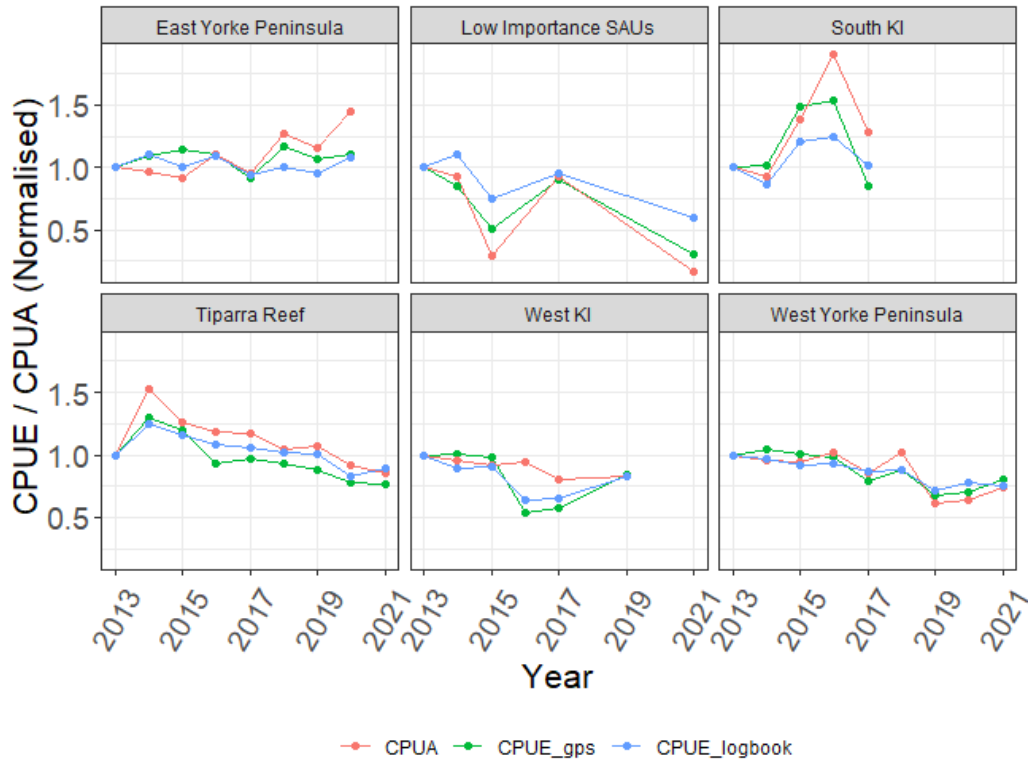 East Yorke Peninsula
Low Importance SAUs
South KI
CPUE / CPUA (Normalised)
1.5
1.0
0.5
Tiparra Reef
West KI
West Yorke Peninsula
1.5
1.0
0.5
2013 2015 2017 2019 2021
2013 2015 2017 2019 2021
2013 2015 2017 2019 2021
Year
CPUA CPUE_gps CPUE_logbook